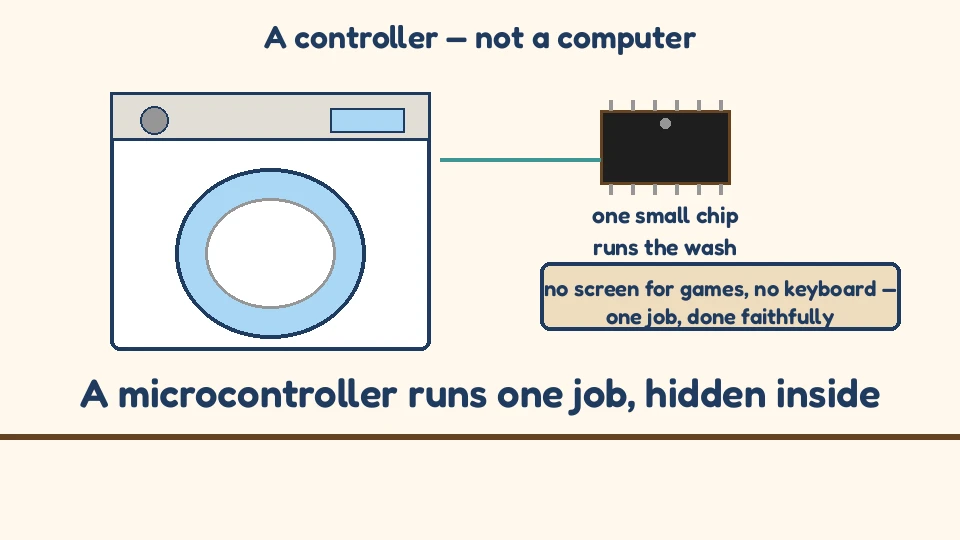 A controller — not a computer
one small chip
runs the wash
no screen for games, no keyboard —
one job, done faithfully
A microcontroller runs one job, hidden inside